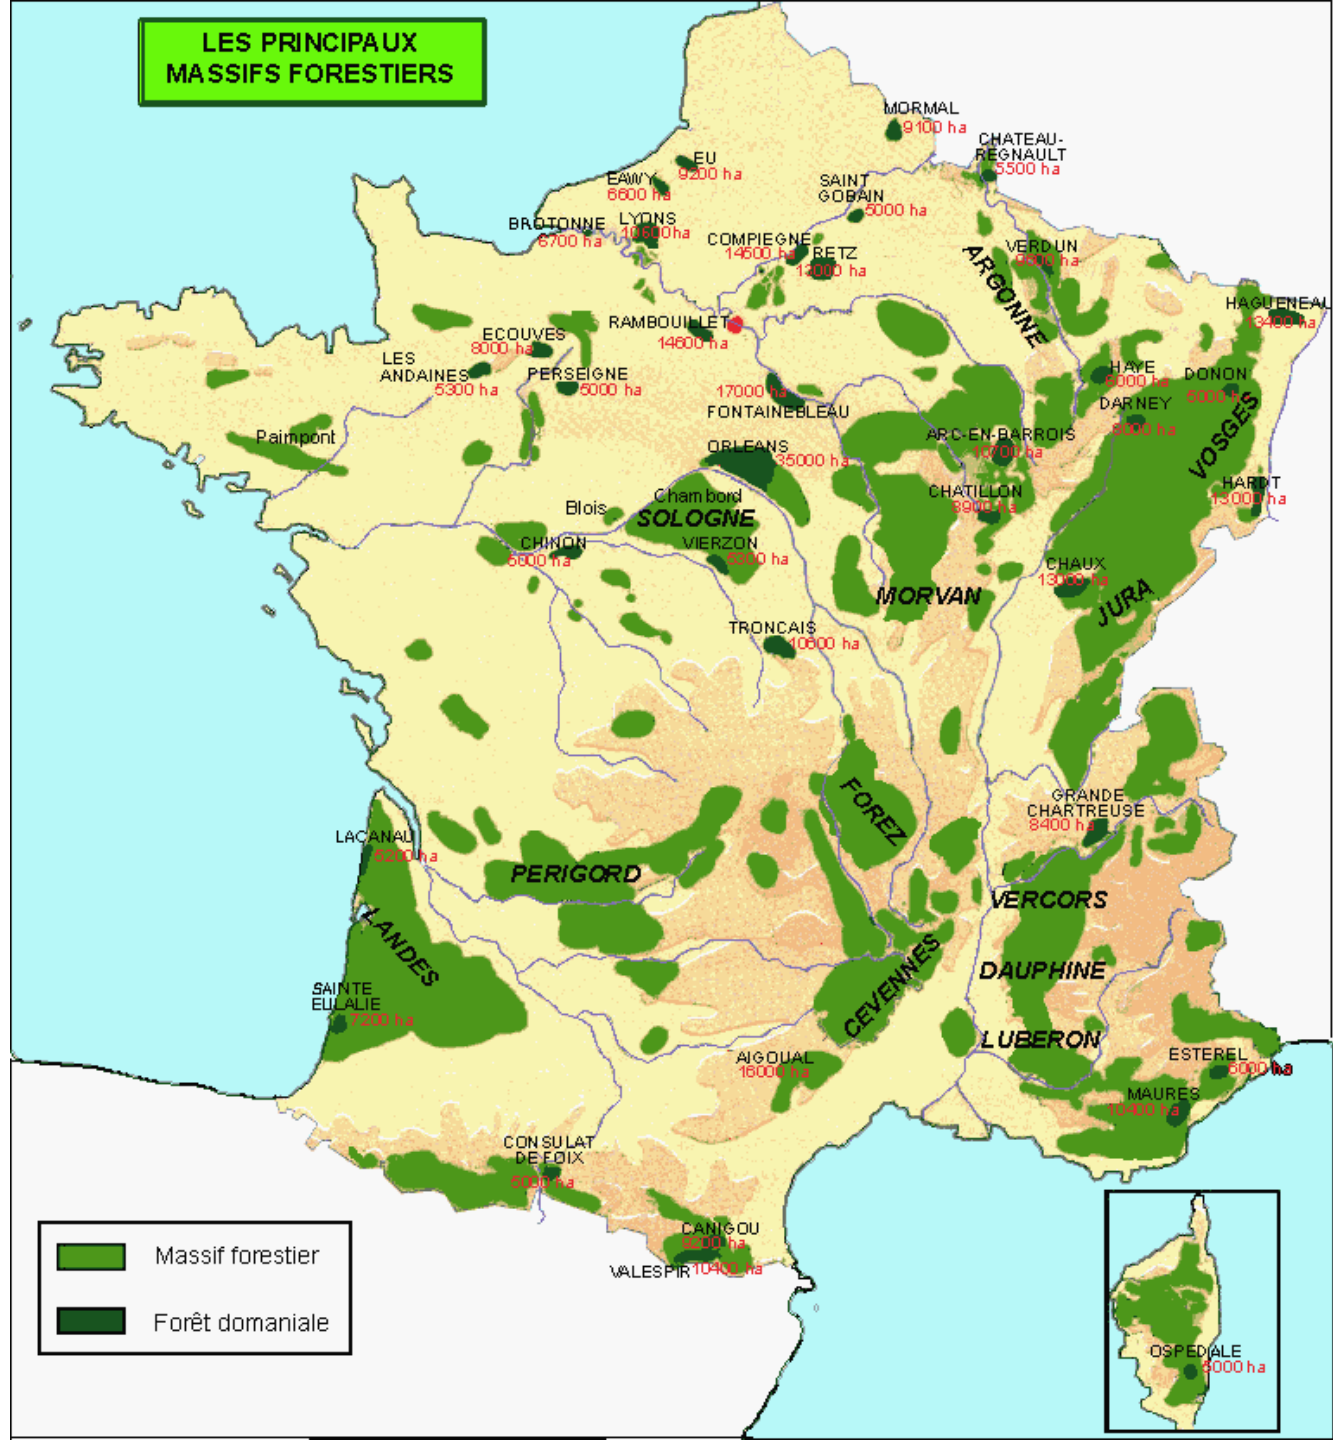 LES PRINCIPAUX
MASSIFS FORESTIERS
MORMAL
9100 ha
CHATEAU-
REGNAULT
5500 ha
EU
9200 ha
EAWY
6600 ha
SAINT
GOBAIN
5000 ha
BROTONNE
6700 ha
LYONS
10600 ha
COMPIEGNE
14500 ha
RETZ
13000 ha
ARGONNE
VERDUN
9600 ha
HAGUENEAU
13400 ha
RAMBOUILLET
14600 ha
ECOUVES
8000 ha
LES
ANDAINES
5300 ha
PERSEIGNE
5000 ha
17000 ha
FONTAINEBLEAU
HAYE
6000 ha
DONON
5000 ha
DARNEY
8000 ha
VOSGES
Paimpont
ORLEANS
35000 ha
ARC-EN-BARROIS
10700 ha
HARDT
13000 ha
Chambord
Blois
SOLOGNE
CHATILLON
8900 ha
CHINON
5000 ha
VIERZON
5300 ha
CHAUX
13000 ha
MORVAN
JURA
TRONCAIS
10600 ha
FOREZ
GRANDE
CHARTREUSE
8400 ha
LACANAU
5200 ha
PERIGORD
VERCORS
LANDES
CEVENNES
DAUPHINE
SAINTE
EULALIE
7200 ha
LUBERON
AIGOUAL
16000 ha
ESTEREL
6000 ha
MAURES
10400 ha
CONSULAT
DE FOIX
5000 ha
CANIGOU
9200 ha
VALESPIR
10400 ha
Massif forestier
Forêt domaniale
OSPEDALE
5000 ha